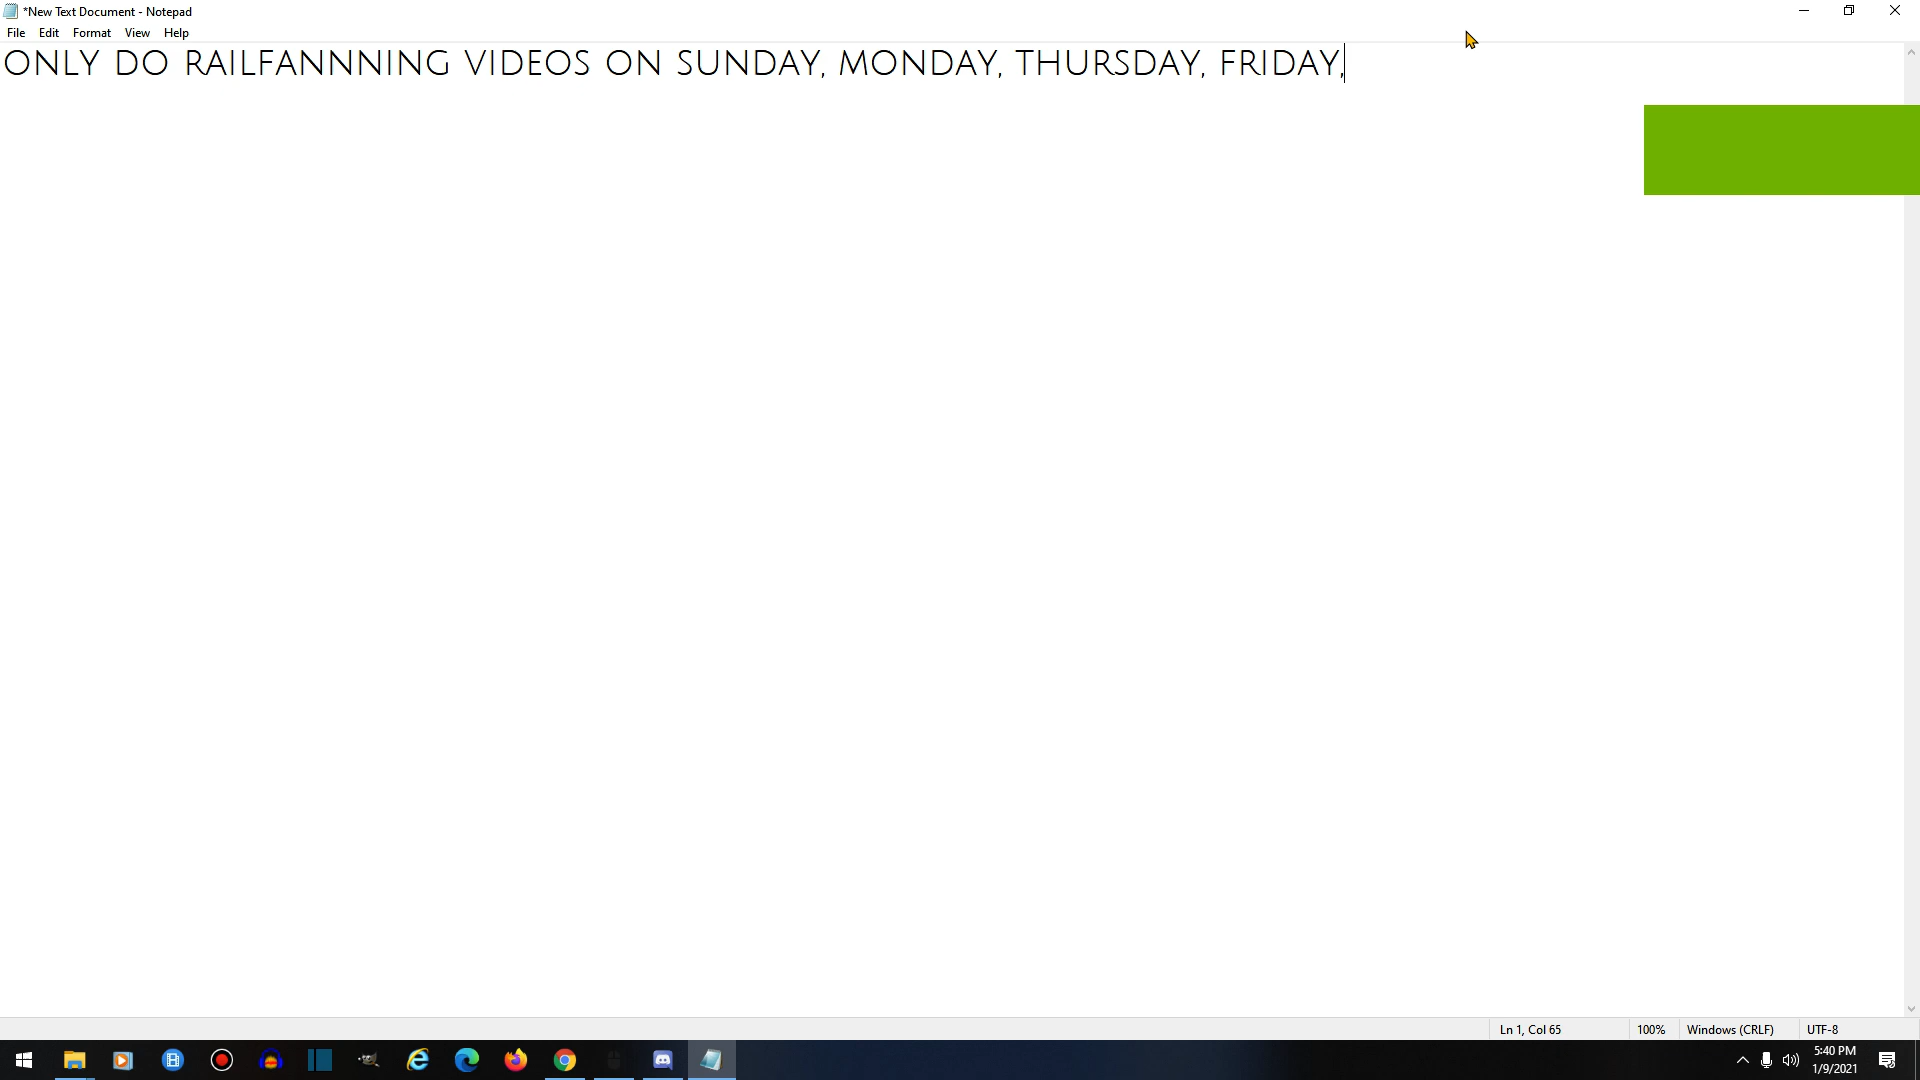 *New Text Document - Notepad
File Edit Format View Help
ONLY DO RAILFANNNING VIDEOS ON SUNDAY, MONDAY, THURSDAY, FRIDAY,
Ln 1, Col 65 100% Windows (CRLF) UTF-8
5:40 PM
1/9/2021